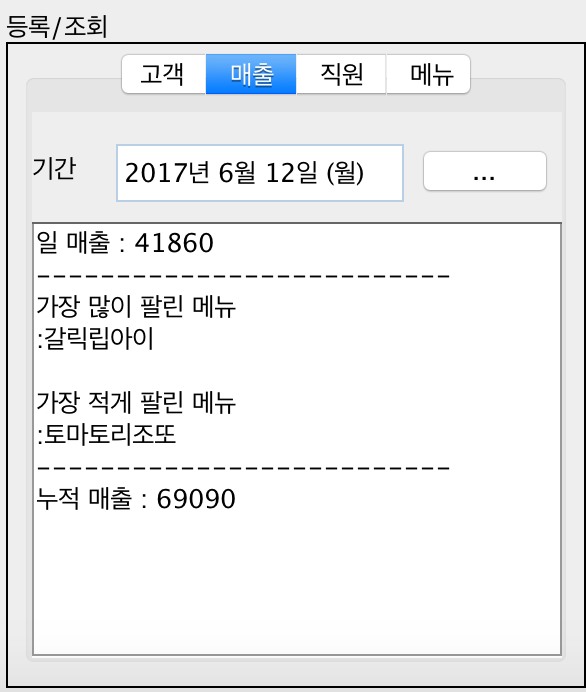 등록/조회
고객 매출 직원 메뉴
기간 2017년 6월 12일 (월) ...
일 매출 : 41860
--------------------------
가장 많이 팔린 메뉴
:갈릭립아이
가장 적게 팔린 메뉴
:토마토리조또
--------------------------
누적 매출 : 69090